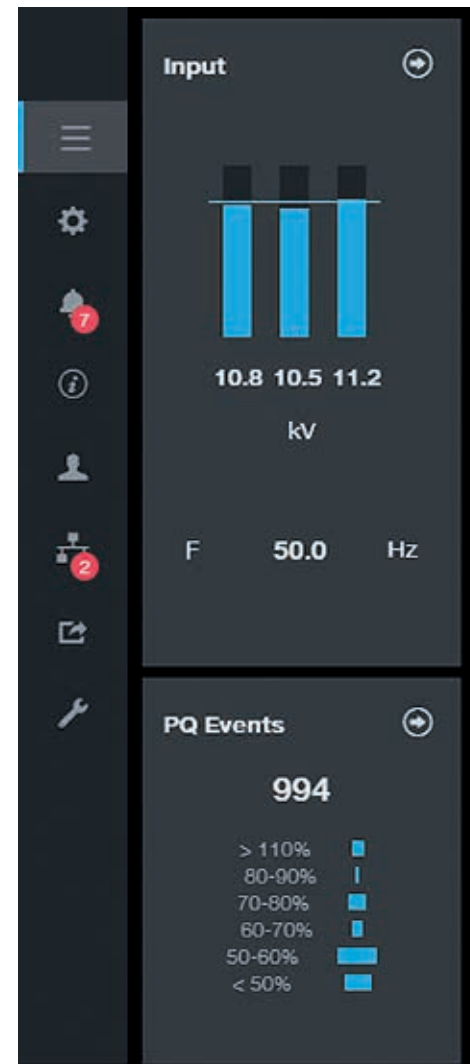 Input
7
10.8 10.5 11.2
kV
2
F 50.0 Hz
PQ Events
994
> 110%
80-90%
70-80%
60-70%
50-60%
< 50%